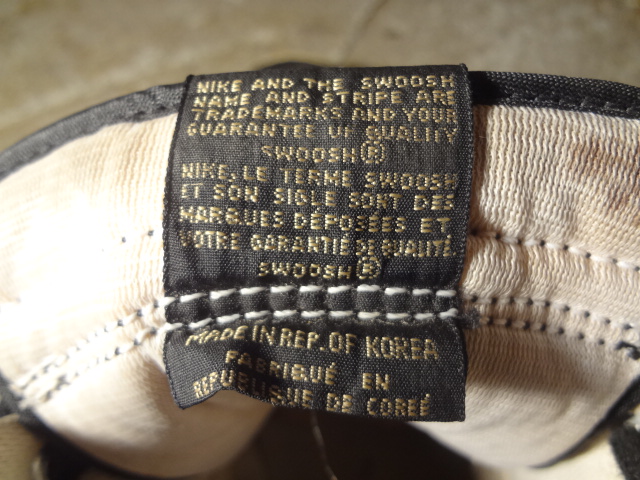 NIKE AND THE SWOOSH
NAME AND STRIPE ARE
TRADEMARKS AND YOUR
GUARANTEE OF QUALITY
SWOOSH®
NIKE, LE TERME SWOOSH
ET SON SIGLE SONT DES
MARQUES DÉPOSÉES ET
VOTRE GARANTIE DE QUALITÉ
SWOOSH®
MADE IN REP. OF KOREA
FABRIQUÉ EN
REPUBLIQUE DE CORÉÉ